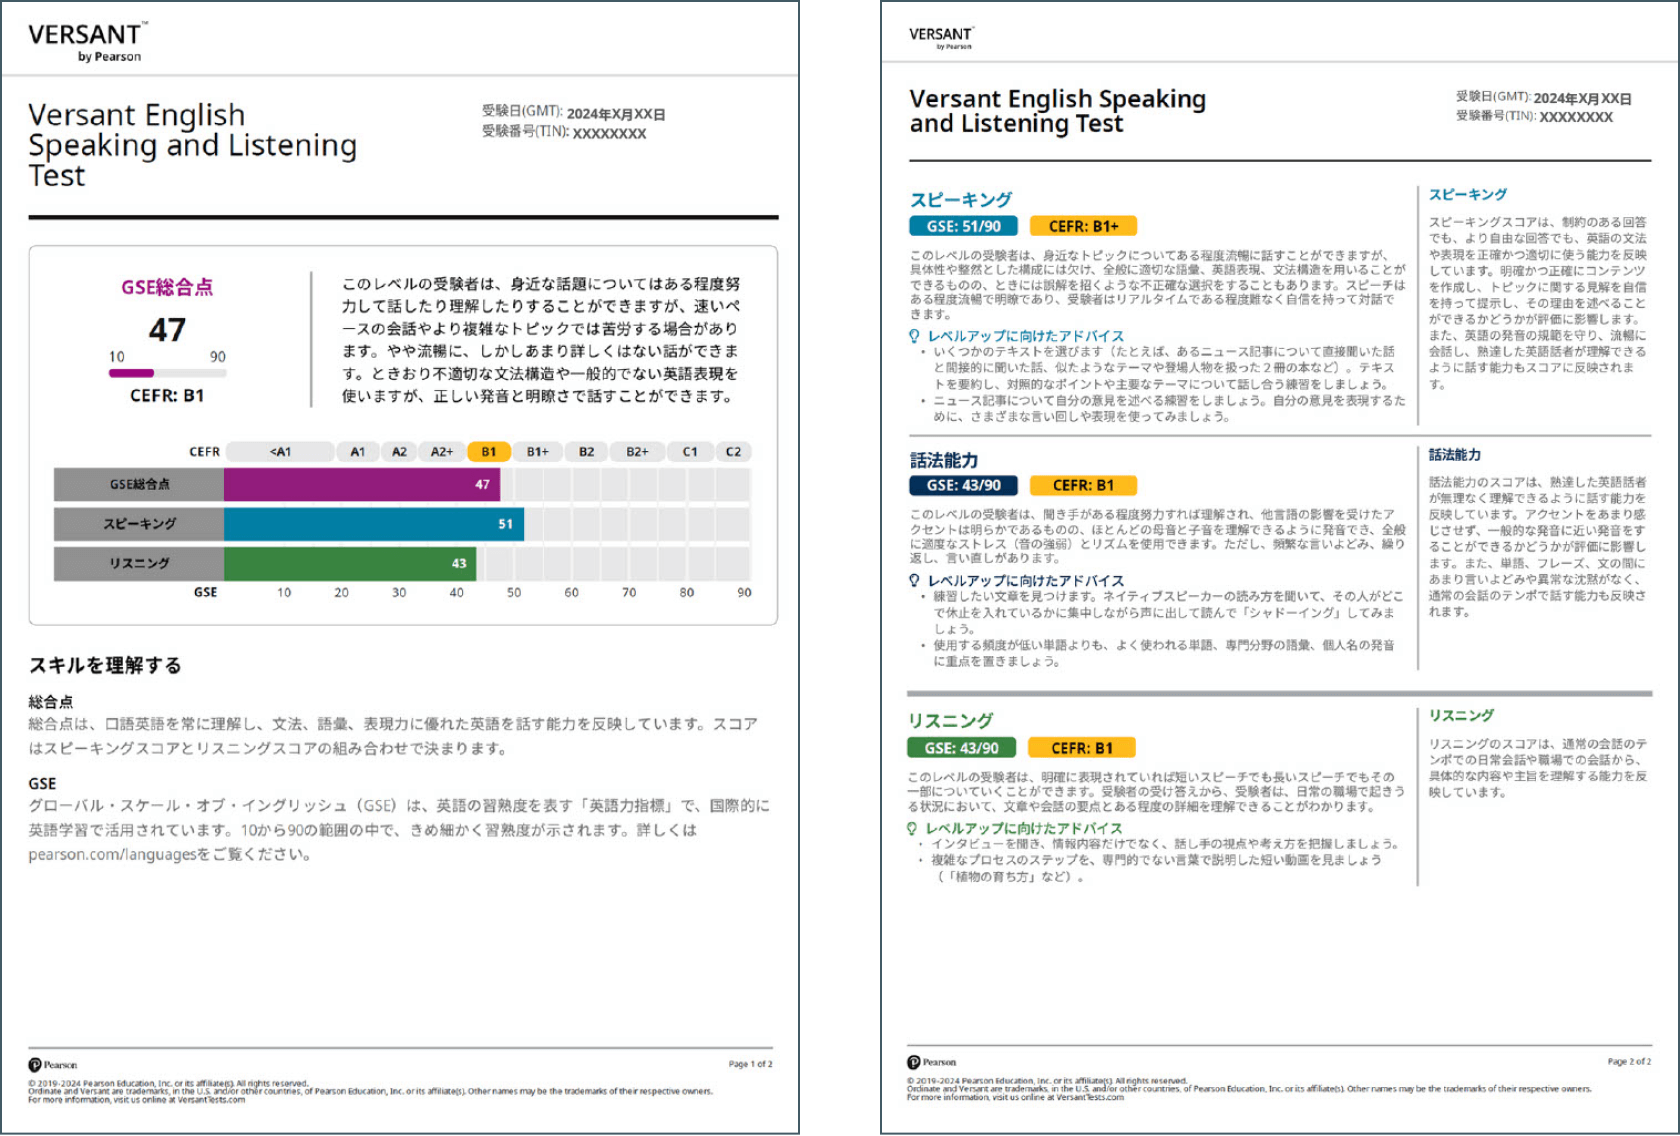 VERSANT™
by Pearson
Versant English
Speaking and Listening
Test
受験日(GMT): 2024年X月XX日
受験番号(TIN): XXXXXXXX
GSE総合点
47
10 90
CEFR: B1
このレベルの受験者は、身近な話題についてはある程度努
力して話したり理解したりすることができますが、速いペ
ースの会話やより複雑なトピックでは苦労する場合があり
ます。やや流暢に、しかしあまり詳しくはない話ができま
す。ときおり不適切な文法構造や一般的でない英語表現を
使いますが、正しい発音と明瞭さで話すことができます。
CEFR <A1 A1 A2 A2+ B1 B1+ B2 B2+ C1 C2
GSE総合点 47
スピーキング 51
リスニング 43
GSE 10 20 30 40 50 60 70 80 90
スキルを理解する
総合点
総合点は、口語英語を常に理解し、文法、語彙、表現力に優れた英語を話す能力を反映しています。スコア
はスピーキングスコアとリスニングスコアの組み合わせで決まります。
GSE
グローバル・スケール・オブ・イングリッシュ（GSE）は、英語の習熟度を表す「英語力指標」で、国際的に
英語学習で活用されています。10から90の範囲の中で、きめ細かく習熟度が示されます。詳しくは
pearson.com/languagesをご覧ください。
Pearson
Page 1 of 2
© 2019-2024 Pearson Education, Inc. or its affiliate(s). All rights reserved.
Ordinate and Versant are trademarks, in the U.S. and/or other countries, of Pearson Education, Inc. or its affiliate(s). Other names may be the trademarks of their respective owners.
For more information, visit us online at VersantTests.com
VERSANT™
by Pearson
Versant English Speaking
and Listening Test
受験日(GMT): 2024年X月XX日
受験番号(TIN): XXXXXXXX
スピーキング
GSE: 51/90 CEFR: B1+
このレベルの受験者は、身近なトピックについてある程度流暢に話すことができますが、
具体性や整然とした構成には欠け、全般に適切な語彙、英語表現、文法構造を用いることが
できるものの、ときには誤解を招くような不正確な選択をすることもあります。スピーチは
ある程度流暢で明瞭であり、受験者はリアルタイムである程度難なく自信を持って対話で
きます。
レベルアップに向けたアドバイス
• いくつかのテキストを選びます（たとえば、あるニュース記事について直接聞いた話
と間接的に聞いた話、似たようなテーマや登場人物を扱った２冊の本など）。テキス
トを要約し、対照的なポイントや主要なテーマについて話し合う練習をしましょう。
• ニュース記事について自分の意見を述べる練習をしましょう。自分の意見を表現するた
めに、さまざまな言い回しや表現を使ってみましょう。
スピーキング
スピーキングスコアは、制約のある回答
でも、より自由な回答でも、英語の文法
や表現を正確かつ適切に使う能力を反映
しています。明確かつ正確にコンテンツ
を作成し、トピックに関する見解を自信
を持って提示し、その理由を述べること
ができるかどうかが評価に影響します。
また、英語の発音の規範を守り、流暢に
会話し、熟達した英語話者が理解できる
ように話す能力もスコアに反映されま
す。
話法能力
GSE: 43/90 CEFR: B1
このレベルの受験者は、聞き手がある程度努力すれば理解され、他言語の影響を受けたア
クセントは明らかであるものの、ほとんどの母音と子音を理解できるように発音でき、全般
に適度なストレス（音の強弱）とリズムを使用できます。ただし、頻繁な言いよどみ、繰り
返し、言い直しがあります。
レベルアップに向けたアドバイス
• 練習したい文章を見つけます。ネイティブスピーカーの読み方を聞いて、その人がどこ
で休止を入れているかに集中しながら声に出して読んで「シャドーイング」してみま
しょう。
• 使用する頻度が低い単語よりも、よく使われる単語、専門分野の語彙、個人名の発音
に重点を置きましょう。
話法能力
話法能力のスコアは、熟達した英語話者
が無理なく理解できるように話す能力を
反映しています。アクセントをあまり感
じさせず、一般的な発音に近い発音をす
ることができるかどうかが評価に影響し
ます。また、単語、フレーズ、文の間に
あまり言いよどみや異常な沈黙がなく、
通常の会話のテンポで話す能力も反映さ
れます。
リスニング
GSE: 43/90 CEFR: B1
このレベルの受験者は、明確に表現されていれば短いスピーチでも長いスピーチでもその
一部についていくことができます。受験者の受け答えから、受験者は、日常の職場で起きう
る状況において、文章や会話の要点とある程度の詳細を理解できることがわかります。
レベルアップに向けたアドバイス
• インタビューを聞き、情報内容だけでなく、話し手の視点や考え方を把握しましょう。
• 複雑なプロセスのステップを、専門的でない言葉で説明した短い動画を見ましょう
（「植物の育ち方」など）。
リスニング
リスニングのスコアは、通常の会話のテ
ンポでの日常会話や職場での会話から、
具体的な内容や主旨を理解する能力を反
映しています。
Pearson
Page 2 of 2
© 2019-2024 Pearson Education, Inc. or its affiliate(s). All rights reserved.
Ordinate and Versant are trademarks, in the U.S. and/or other countries, of Pearson Education, Inc. or its affiliate(s). Other names may be the trademarks of their respective owners.
For more information, visit us online at VersantTests.com